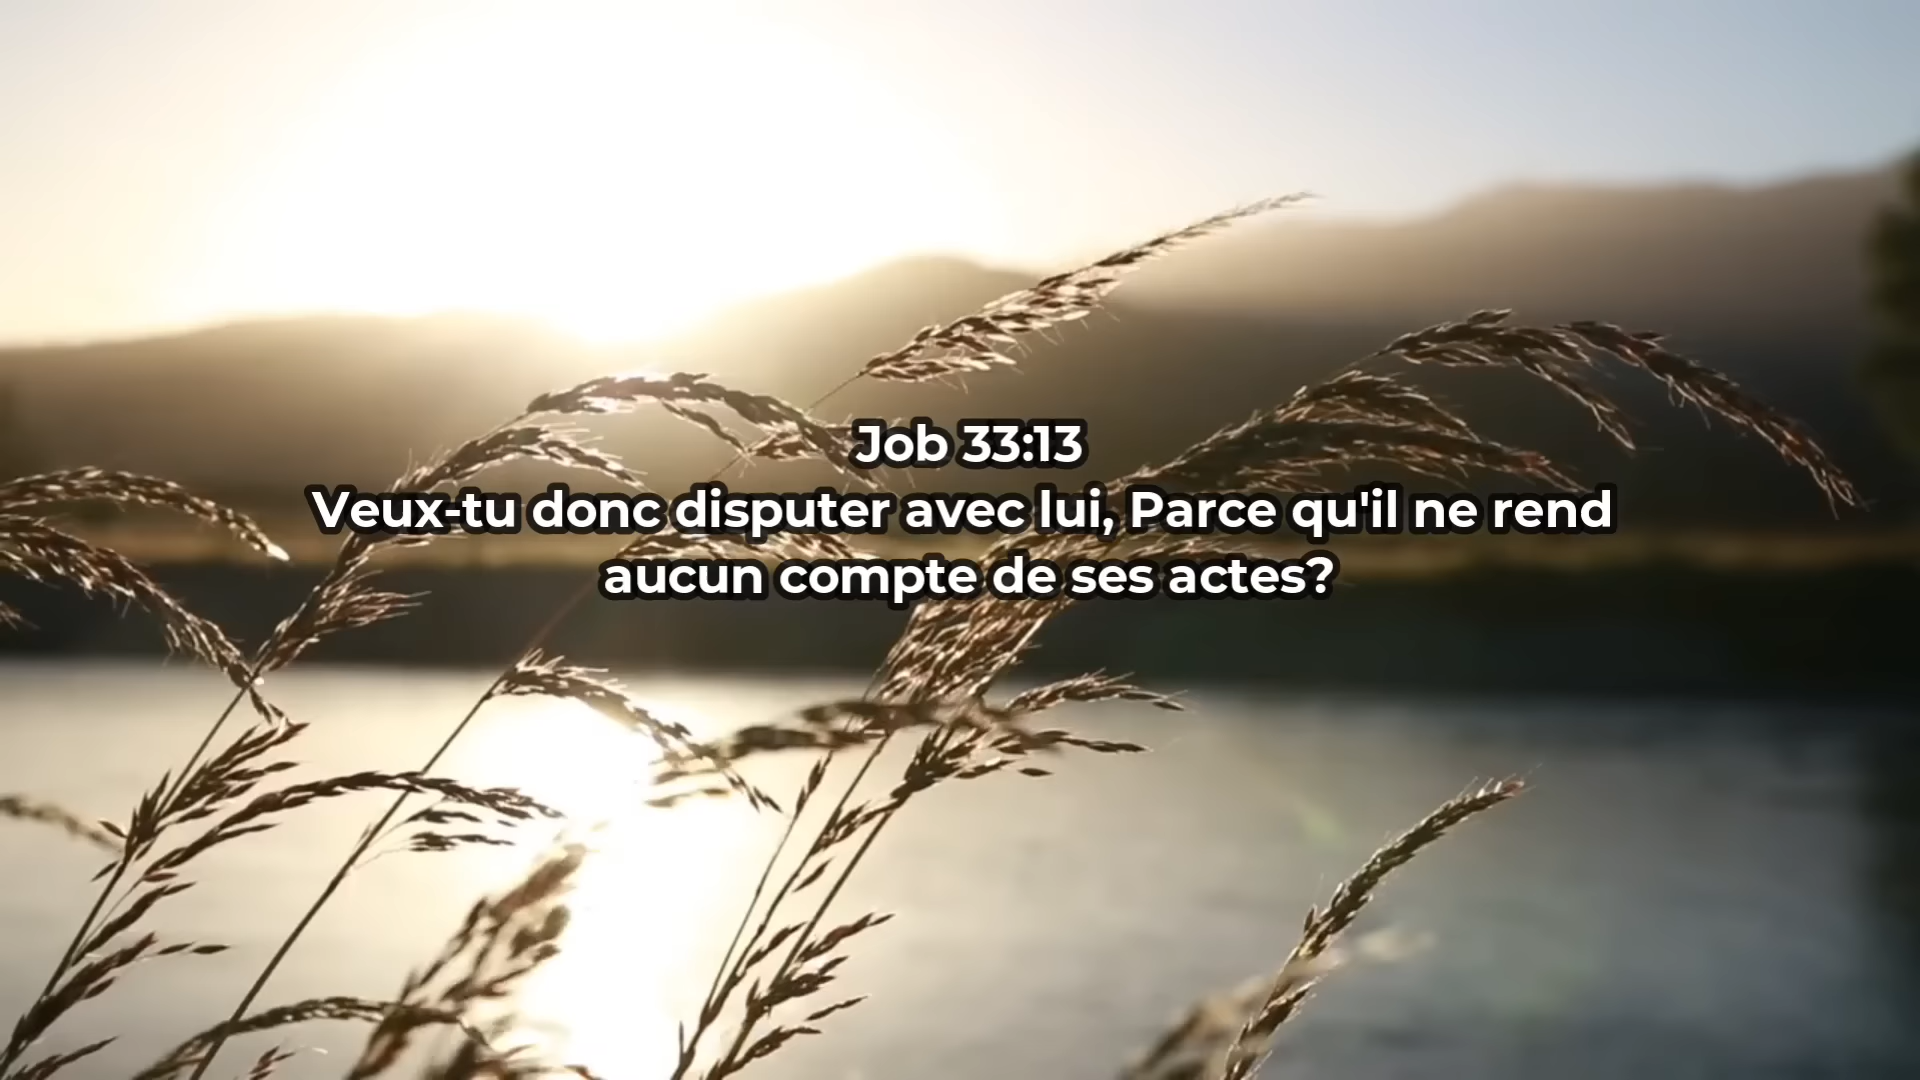 Job 33:13
Veux-tu donc disputer avec lui, Parce qu'il ne rend
aucun compte de ses actes?